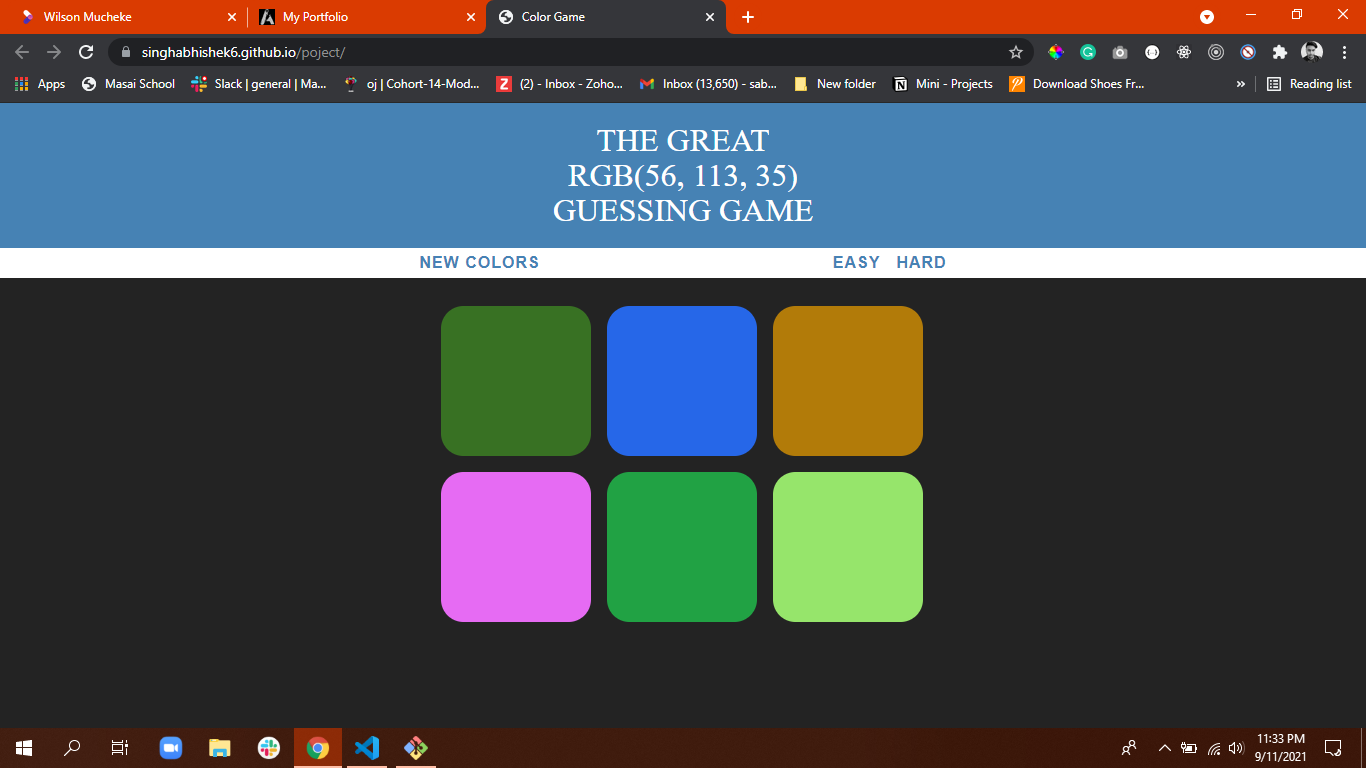 Wilson Mucheke
My Portfolio
Color Game
singhabhishek6.github.io/poject/
Apps
Masai School
Slack | general | Ma...
oj | Cohort-14-Mod...
(2) - Inbox - Zoho...
Inbox (13,650) - sab...
New folder
Mini - Projects
Download Shoes Fr...
»
Reading list
THE GREAT
RGB(56, 113, 35)
GUESSING GAME
NEW COLORS
EASY
HARD
11:33 PM
9/11/2021